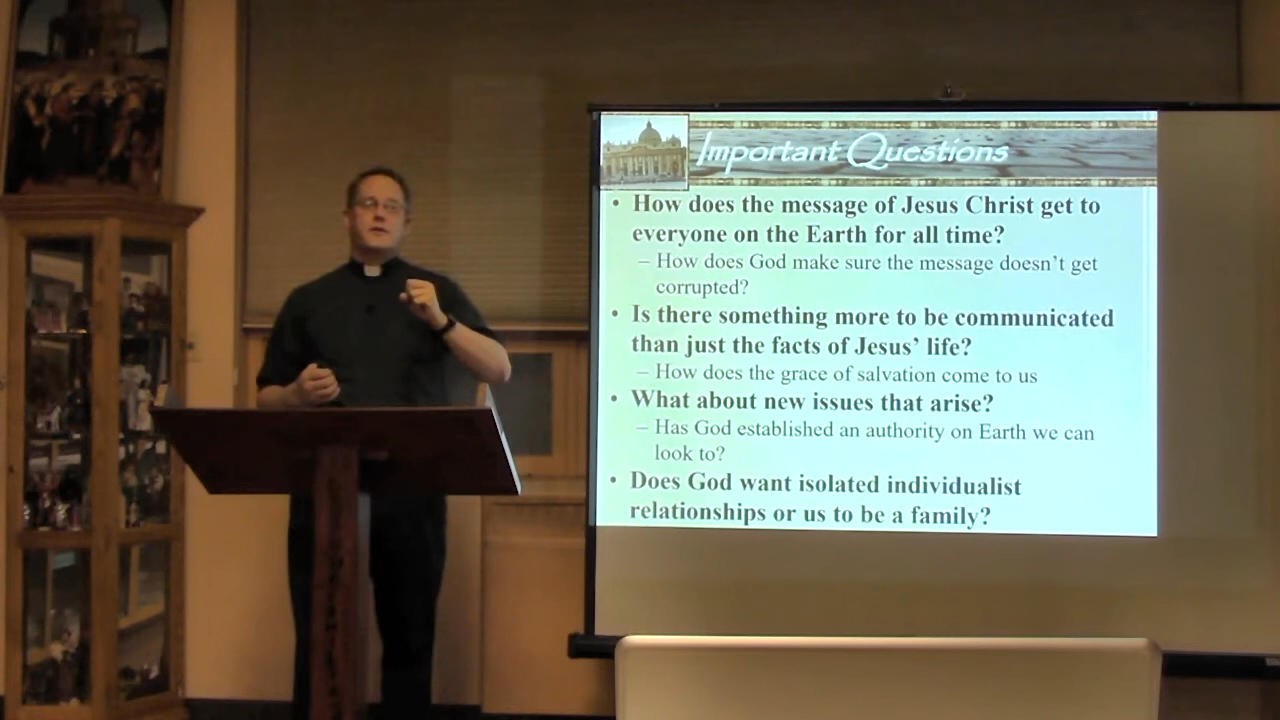 Important Questions
• How does the message of Jesus Christ get to
everyone on the Earth for all time?
– How does God make sure the message doesn't get
corrupted?
• Is there something more to be communicated
than just the facts of Jesus' life?
– How does the grace of salvation come to us
• What about new issues that arise?
– Has God established an authority on Earth we can
look to?
• Does God want isolated individualist
relationships or us to be a family?